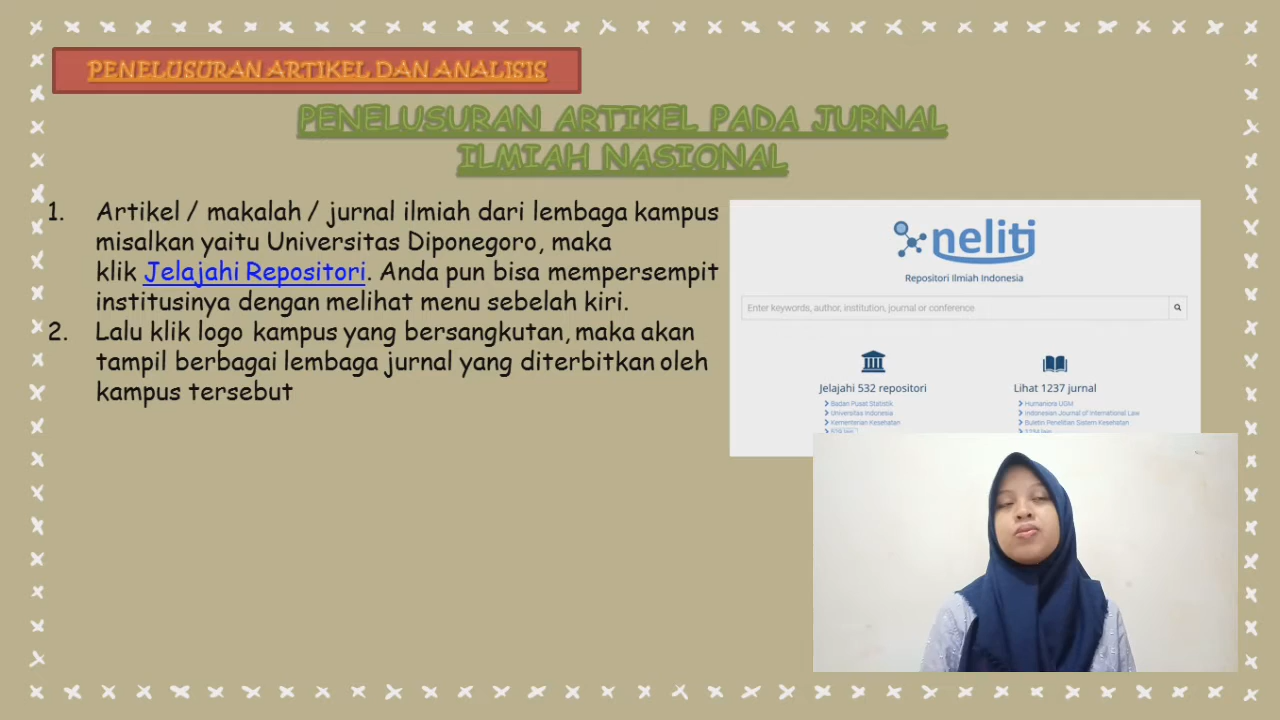 PENELUSURAN ARTIKEL DAN ANALISIS
PENELUSURAN ARTIKEL PADA JURNAL
ILMIAH NASIONAL
1. Artikel / makalah / jurnal ilmiah dari lembaga kampus
misalkan yaitu Universitas Diponegoro, maka
klik Jelajahi Repositori. Anda pun bisa mempersempit
institusinya dengan melihat menu sebelah kiri.
2. Lalu klik logo kampus yang bersangkutan, maka akan
tampil berbagai lembaga jurnal yang diterbitkan oleh
kampus tersebut
neliti
Repositori Ilmiah Indonesia
Enter keywords, author, institution, journal or conference
Jelajahi 532 repositori
Badan Pusat Statistik
Universitas Indonesia
Kementerian Kesehatan
Lihat 1237 jurnal
Humaniora UGM
Indonesian Journal of International Law
Buletin Penelitian Sistem Kesehatan